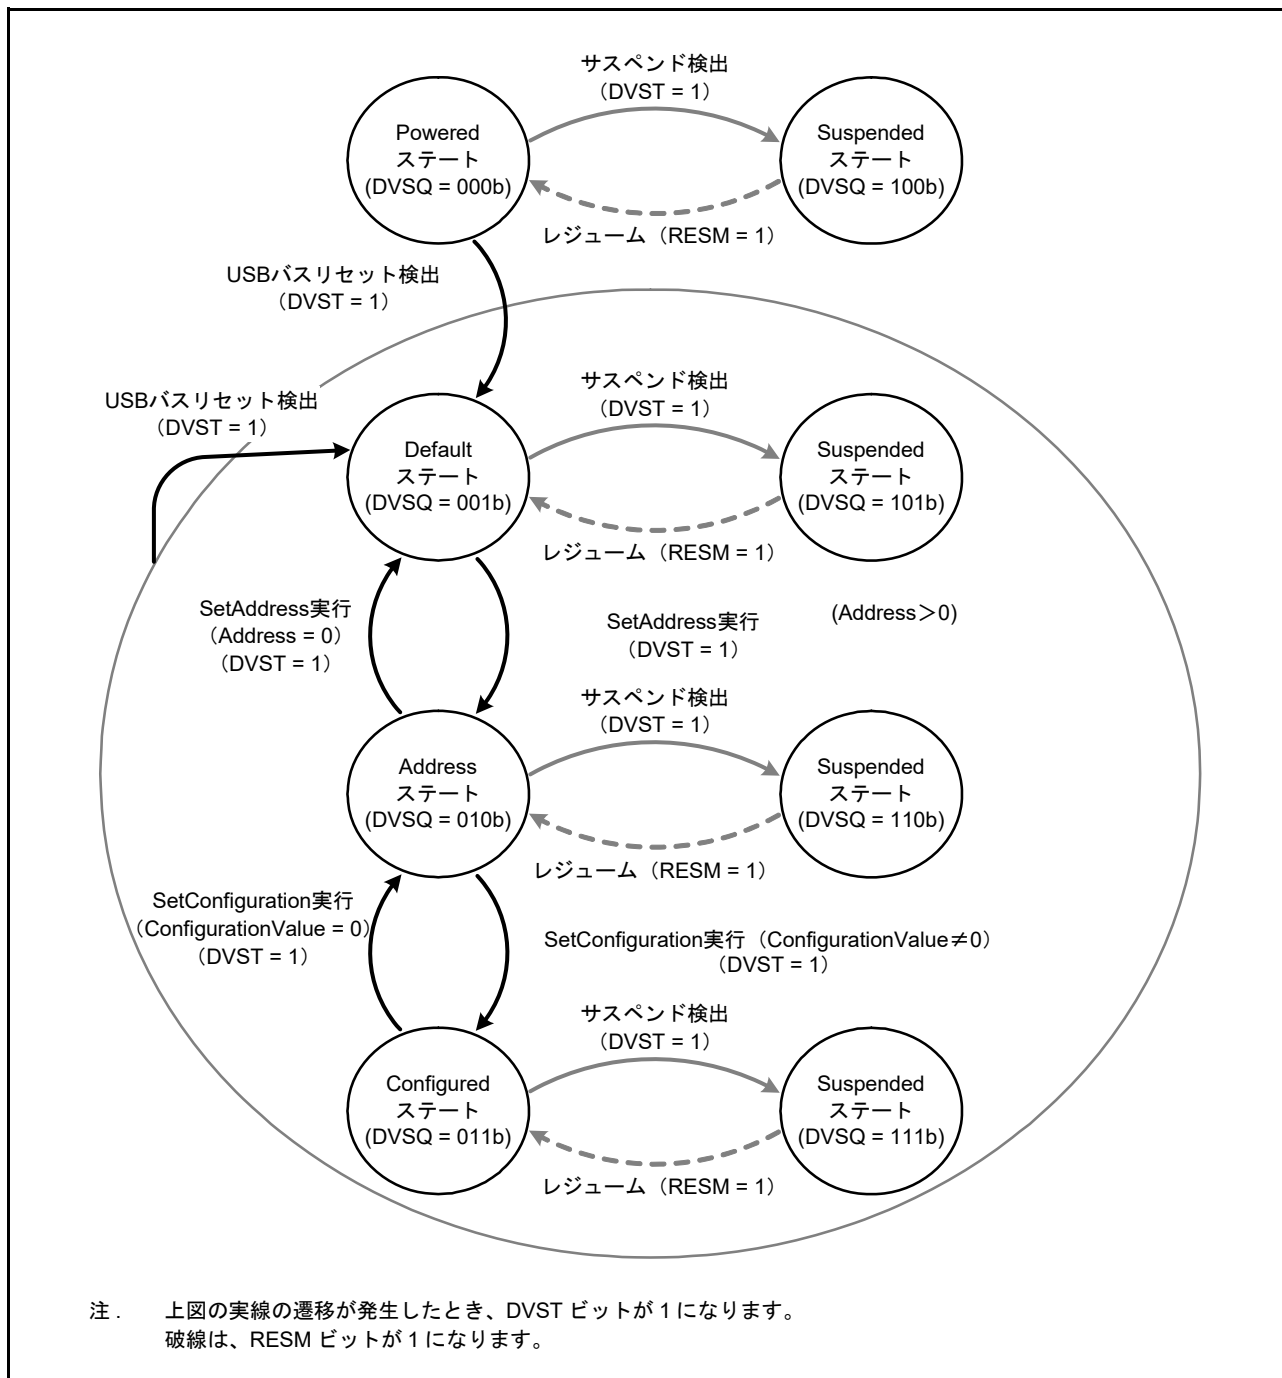 サスペンド検出
（DVST = 1）
Powered
ステート
(DVSQ = 000b)
Suspended
ステート
(DVSQ = 100b)
レジューム（RESM = 1）
USBバスリセット検出
（DVST = 1）
USBバスリセット検出
（DVST = 1）
サスペンド検出
（DVST = 1）
Default
ステート
(DVSQ = 001b)
Suspended
ステート
(DVSQ = 101b)
レジューム（RESM = 1）
SetAddress実行
（Address = 0）
（DVST = 1）
SetAddress実行
（DVST = 1）
(Address＞0)
サスペンド検出
（DVST = 1）
Address
ステート
(DVSQ = 010b)
Suspended
ステート
(DVSQ = 110b)
レジューム（RESM = 1）
SetConfiguration実行
（ConfigurationValue = 0）
（DVST = 1）
SetConfiguration実行（ConfigurationValue≠0）
（DVST = 1）
サスペンド検出
（DVST = 1）
Configured
ステート
(DVSQ = 011b)
Suspended
ステート
(DVSQ = 111b)
レジューム（RESM = 1）
注． 上図の実線の遷移が発生したとき、DVST ビットが 1 になります。
破線は、RESM ビットが 1 になります。